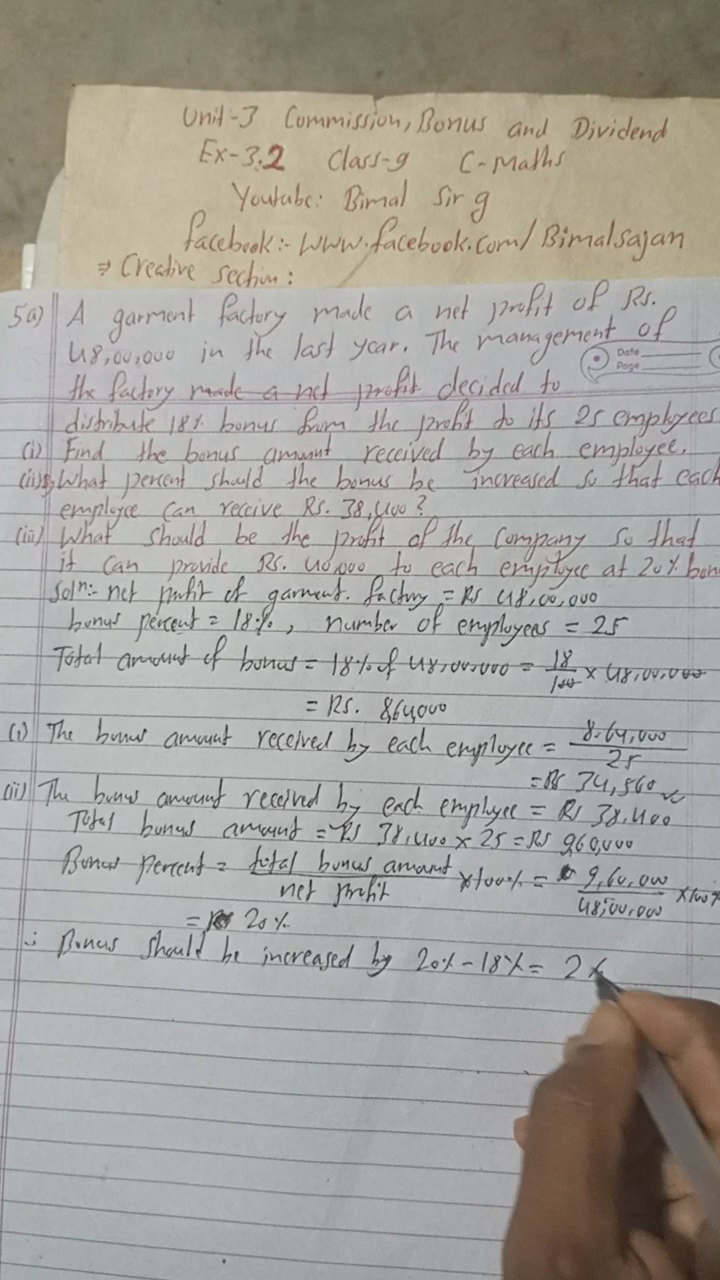 Unit-3 Commission, Bonus and Dividend
Ex-3.2 Class-9 C-Maths
Youtube: Bimal Sir g
facebook:- www.facebook.com/Bimalsajan
⇒ Creative section:
5a) A garment factory made a net profit of Rs.
48,00,000 in the last year. The management of
Date
Page
the factory made a net profit decided to
distribute 18% bonus from the profit to its 25 employees
(i) Find the bonus amount received by each employee.
(ii) What percent should the bonus be increased so that each
employee can receive Rs. 38,400?
(iii) What should be the profit of the company so that
it can provide Rs. 40,000 to each employee at 20% bon
Soln:- net profit of garment factory = Rs 48,00,000
bonus percent = 18%, number of employees = 25
Total amount of bonus = 18% of 48,00,000 = 18/100 × 48,00,000
= Rs. 8,64,000
(i) The bonus amount received by each employee = 8,64,000/25
= Rs 34,560
(ii) The bonus amount received by each employee = Rs 38,400
Total bonus amount = Rs 38,400 × 25 = Rs 9,60,000
Bonus percent = total bonus amount/net profit × 100% = 9,60,000/48,00,000 × 100%
= 20%
∴ Bonus should be increased by 20% - 18% = 2%